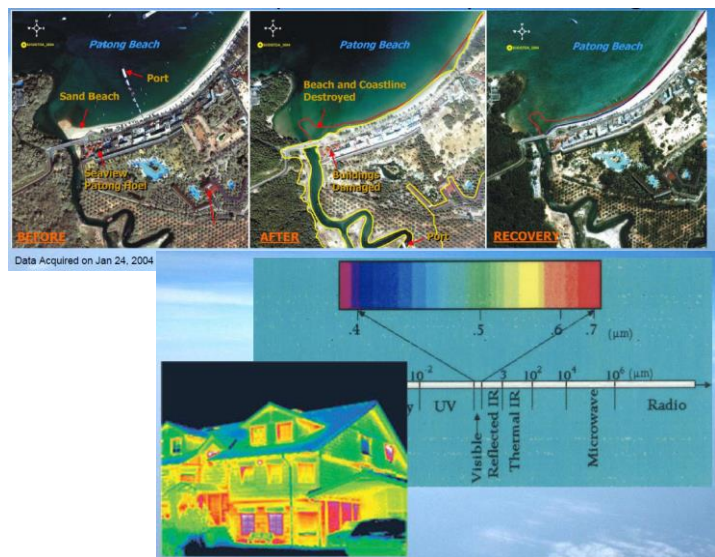 Patong Beach
Port
Sand Beach
Seaview
Patong Hoel
BEFORE
Patong Beach
Beach and Coastline
Destroyed
Buildings
Damaged
Port
AFTER
Patong Beach
RECOVERY
Data Acquired on Jan 24, 2004
.4 .5 .6 .7 (μm)
10⁻² 3 10² 10⁴ 10⁶ (μm)
y UV Visible Reflected IR Thermal IR Microwave Radio